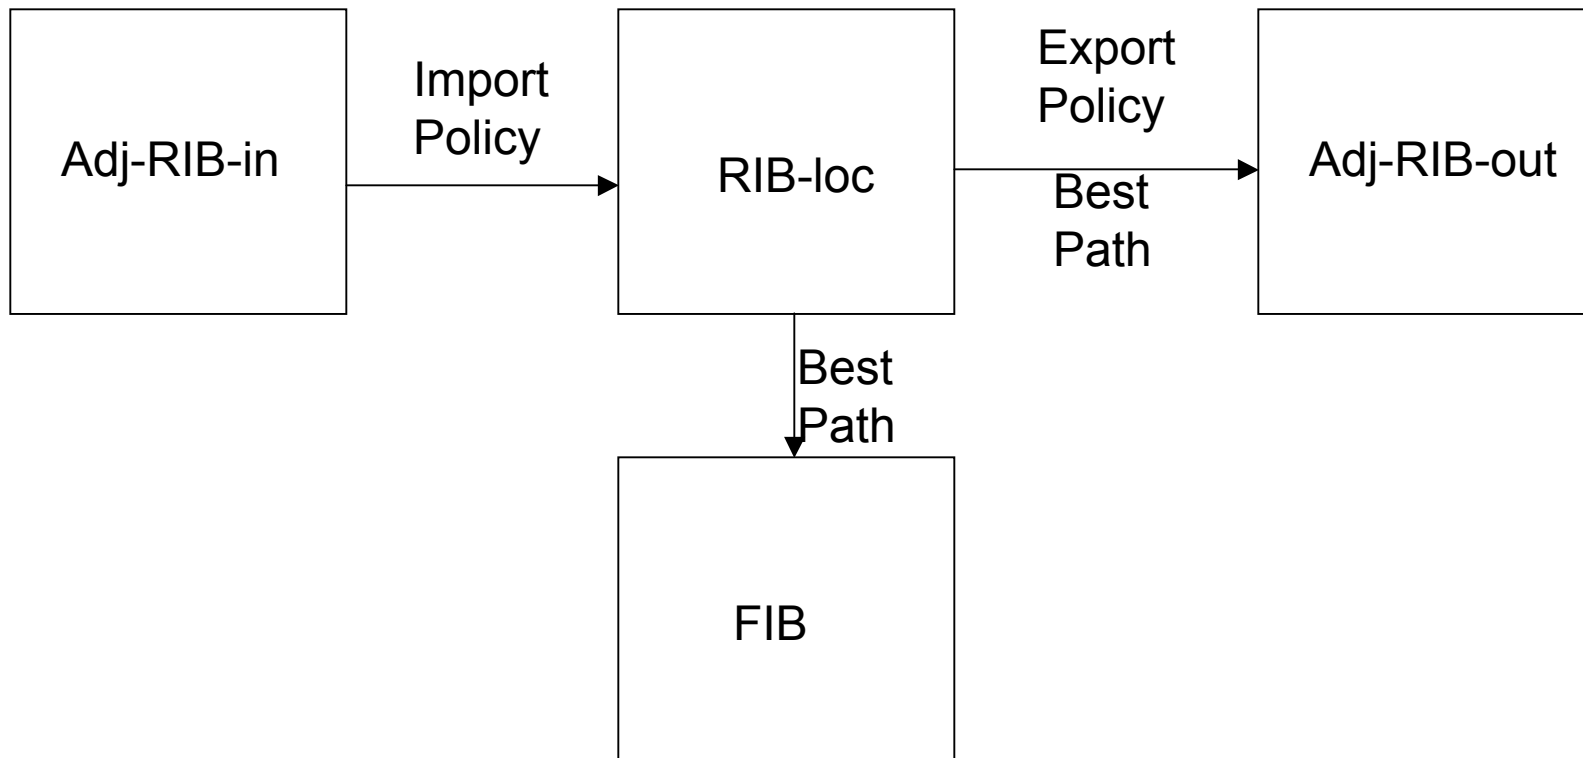 Adj-RIB-in
Import
Policy
RIB-loc
Export
Policy
Best
Path
Adj-RIB-out
Best
Path
FIB